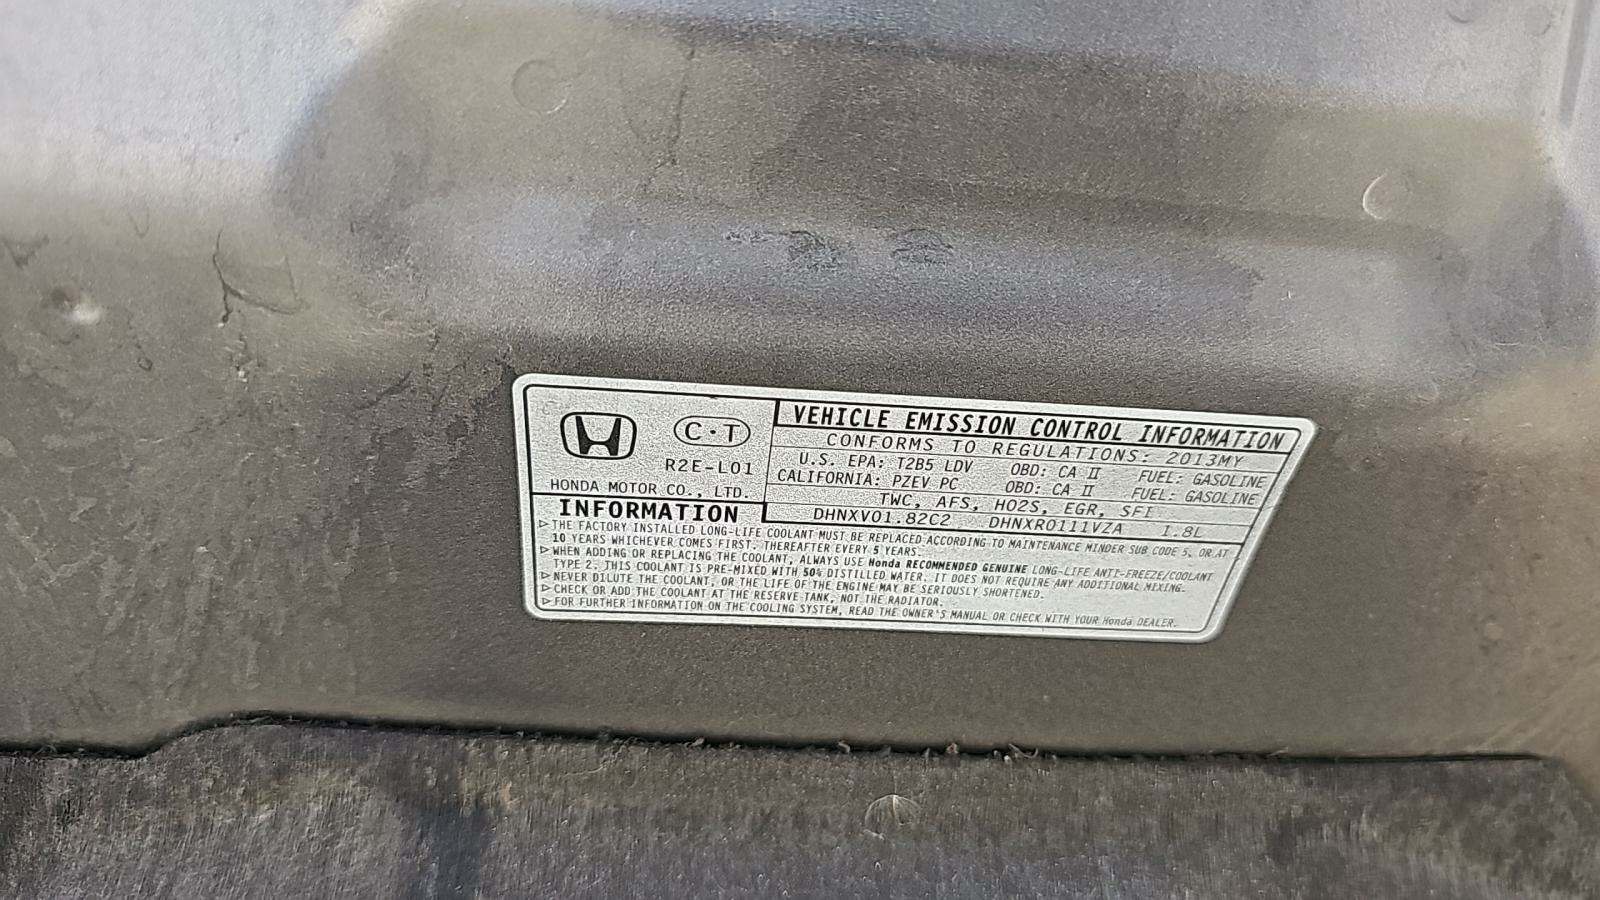 C·T
R2E-L01
HONDA MOTOR CO., LTD.
VEHICLE EMISSION CONTROL INFORMATION
CONFORMS TO REGULATIONS: 2013MY
U.S. EPA: T2B5 LDV OBD: CA II FUEL: GASOLINE
CALIFORNIA: PZEV PC OBD: CA II FUEL: GASOLINE
TWC, AFS, HO2S, EGR, SFI
DHNXV01.82C2 DHNXR0111VZA 1.8L
INFORMATION
▷THE FACTORY INSTALLED LONG-LIFE COOLANT MUST BE REPLACED ACCORDING TO MAINTENANCE MINDER SUB CODE 5, OR AT
10 YEARS WHICHEVER COMES FIRST. THEREAFTER EVERY 5 YEARS.
▷WHEN ADDING OR REPLACING THE COOLANT, ALWAYS USE Honda RECOMMENDED GENUINE LONG-LIFE ANTI-FREEZE/COOLANT
TYPE 2. THIS COOLANT IS PRE-MIXED WITH 50% DISTILLED WATER. IT DOES NOT REQUIRE ANY ADDITIONAL MIXING.
▷NEVER DILUTE THE COOLANT, OR THE LIFE OF THE ENGINE MAY BE SERIOUSLY SHORTENED.
▷CHECK OR ADD THE COOLANT AT THE RESERVE TANK, NOT THE RADIATOR.
▷FOR FURTHER INFORMATION ON THE COOLING SYSTEM, READ THE OWNER'S MANUAL OR CHECK WITH YOUR Honda DEALER.